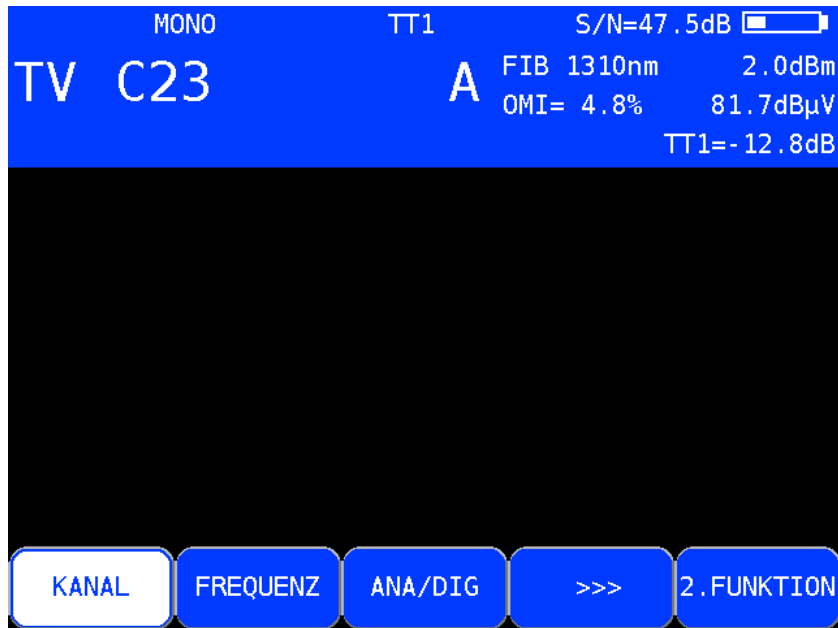 MONO TT1 S/N=47.5dB
TV C23 A FIB 1310nm 2.0dBm
OMI= 4.8% 81.7dBµV
TT1=-12.8dB
KANAL FREQUENZ ANA/DIG >>> 2.FUNKTION